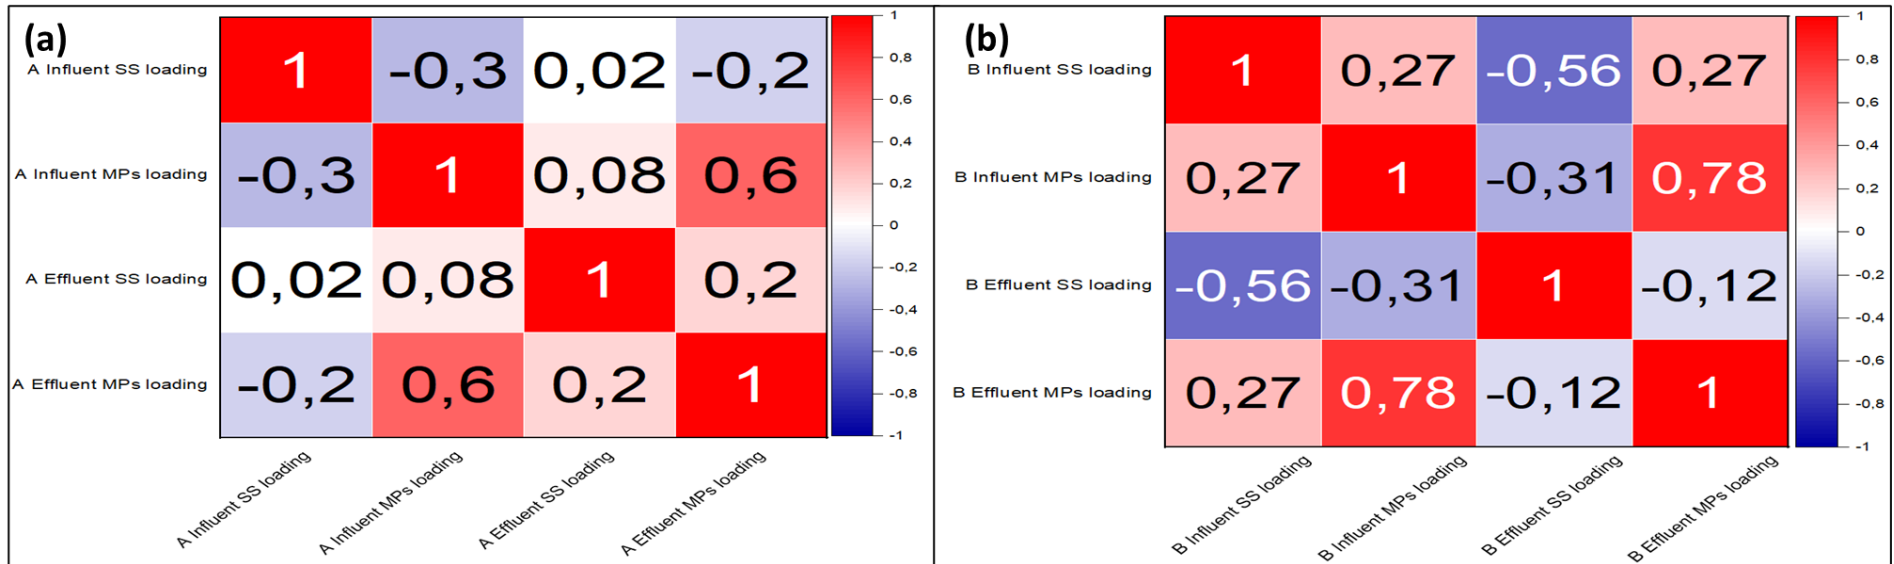 (a)
A Influent SS loading 1 -0,3 0,02 -0,2
A Influent MPs loading -0,3 1 0,08 0,6
A Effluent SS loading 0,02 0,08 1 0,2
A Effluent MPs loading -0,2 0,6 0,2 1
A Influent SS loading
A Influent MPs loading
A Effluent SS loading
A Effluent MPs loading
1
0,8
0,6
0,4
0,2
0
-0,2
-0,4
-0,6
-0,8
-1
(b)
B Influent SS loading 1 0,27 -0,56 0,27
B Influent MPs loading 0,27 1 -0,31 0,78
B Effluent SS loading -0,56 -0,31 1 -0,12
B Effluent MPs loading 0,27 0,78 -0,12 1
B Influent SS loading
B Influent MPs loading
B Effluent SS loading
B Effluent MPs loading
1
0,8
0,6
0,4
0,2
0
-0,2
-0,4
-0,6
-0,8
-1